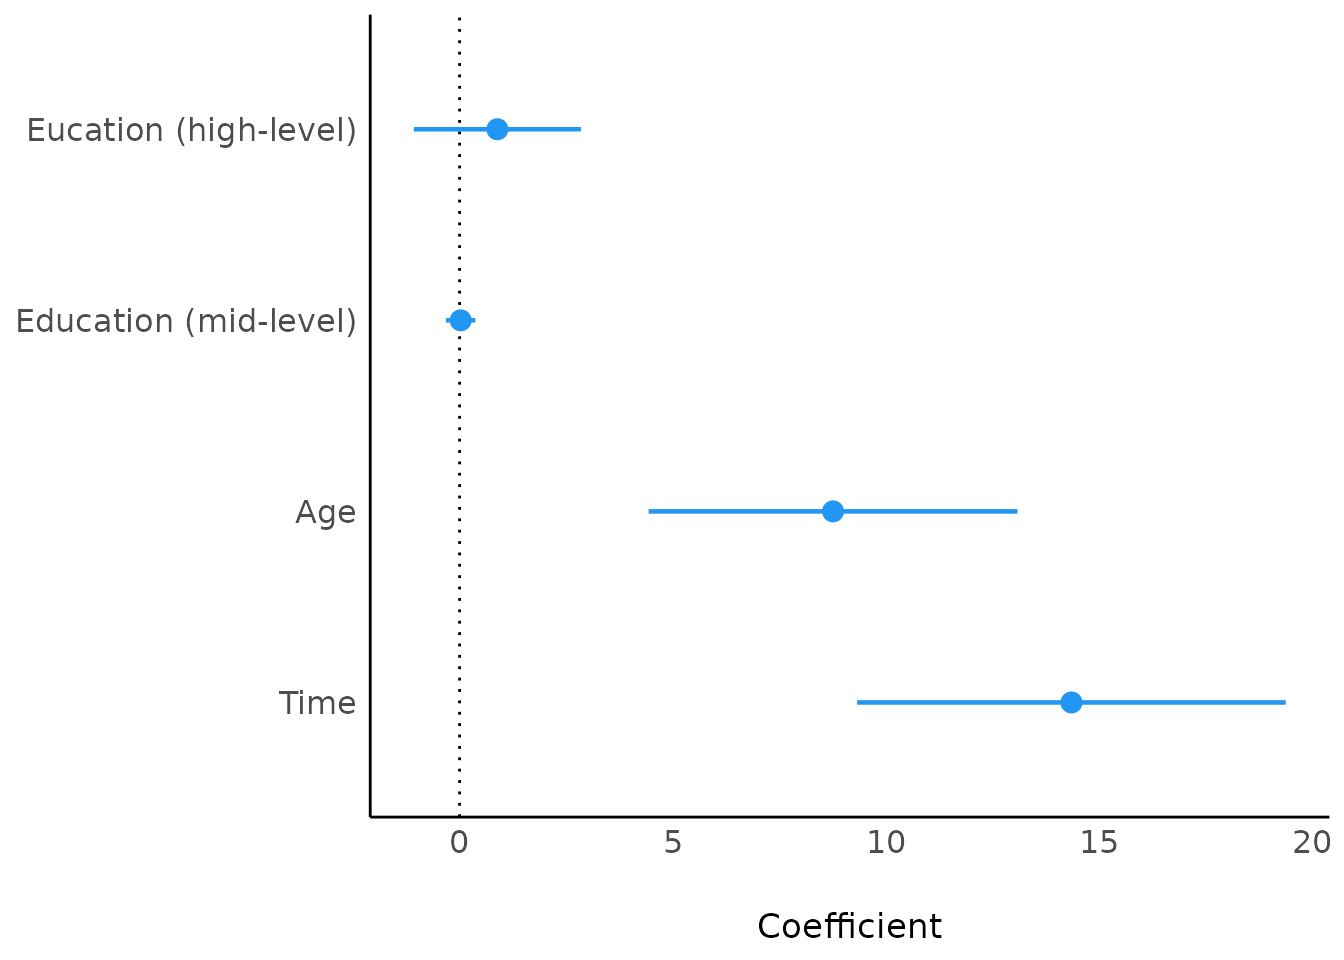 Eucation (high-level)
Education (mid-level)
Age
Time
0 5 10 15 20
Coefficient